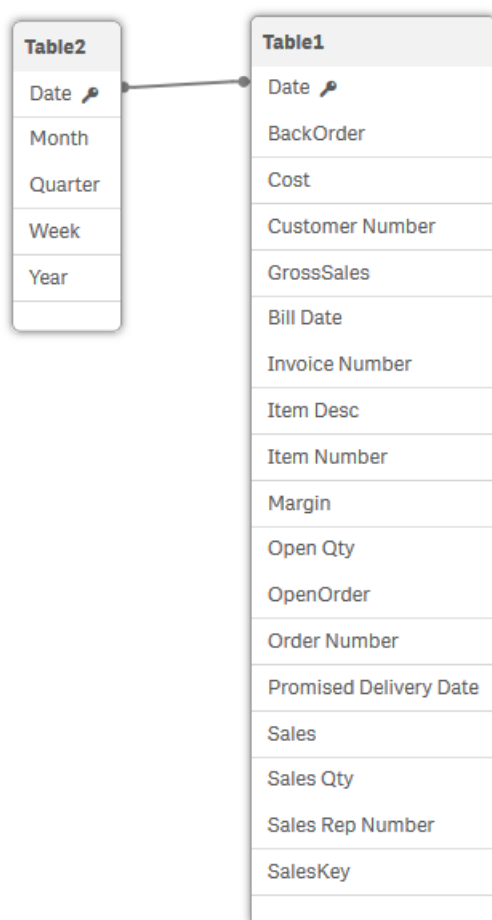 Table2
Date
Month
Quarter
Week
Year
Table1
Date
BackOrder
Cost
Customer Number
GrossSales
Bill Date
Invoice Number
Item Desc
Item Number
Margin
Open Qty
OpenOrder
Order Number
Promised Delivery Date
Sales
Sales Qty
Sales Rep Number
SalesKey